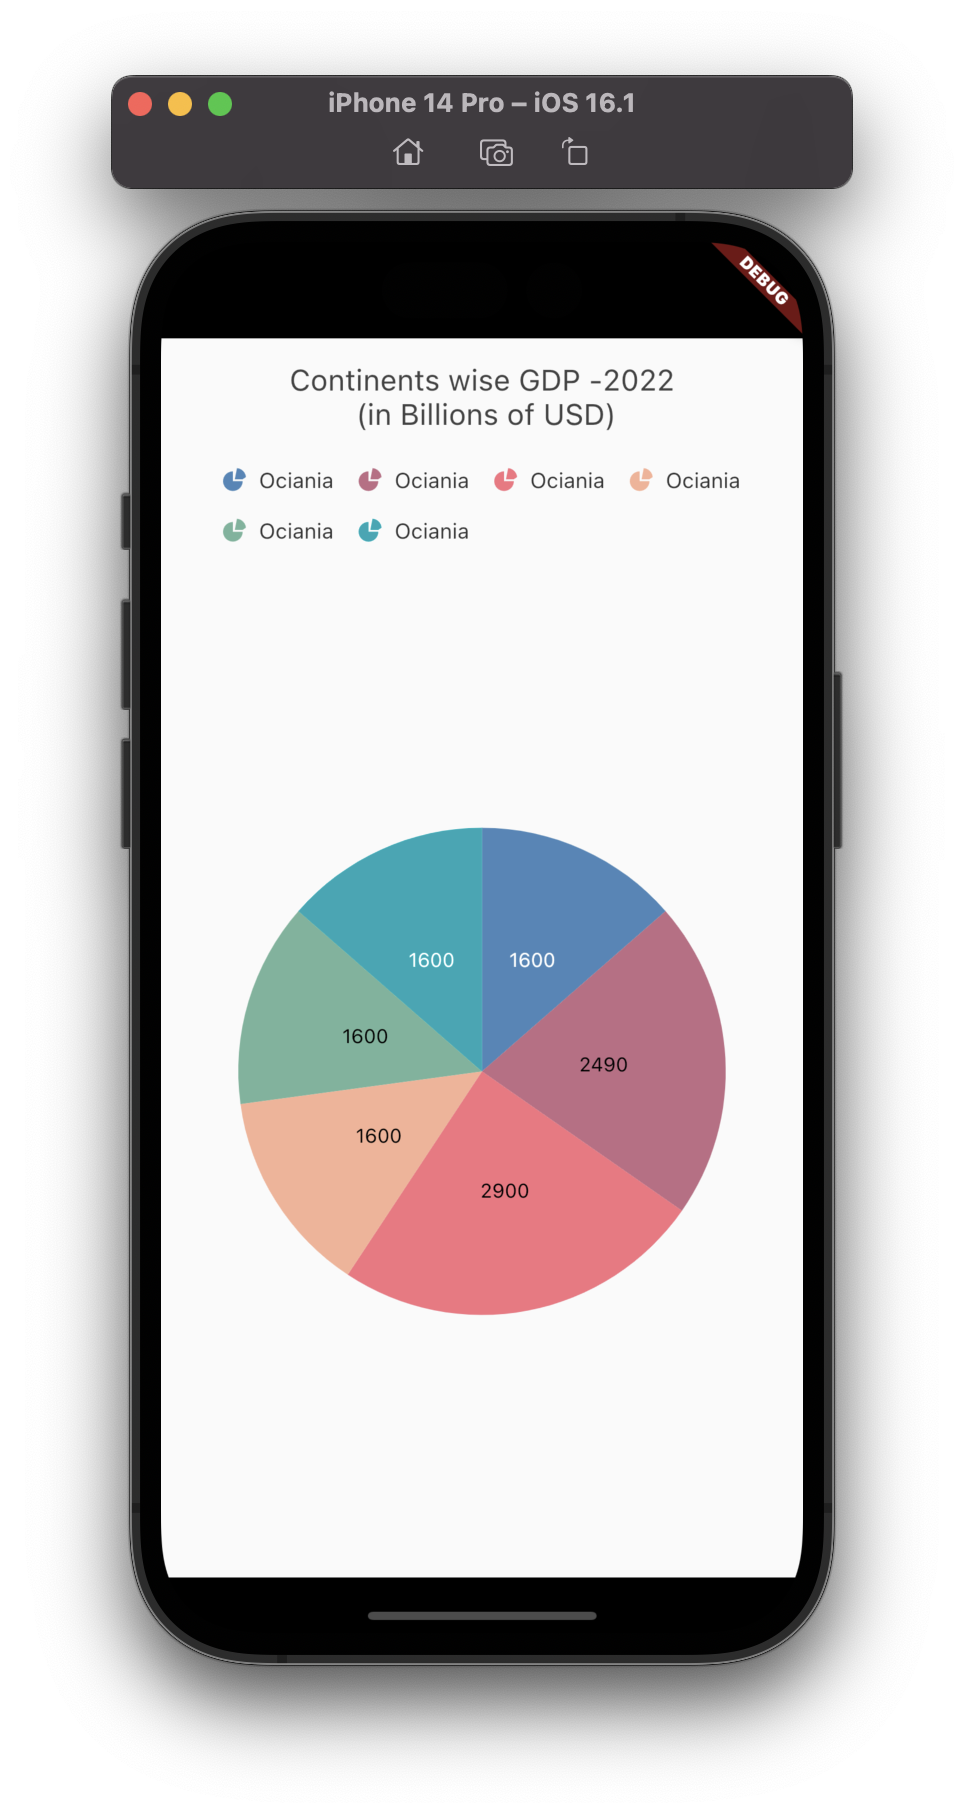 iPhone 14 Pro – iOS 16.1
DEBUG
Continents wise GDP -2022
(in Billions of USD)
Ociania Ociania Ociania Ociania
Ociania Ociania
1600 1600
1600
2490
1600
2900